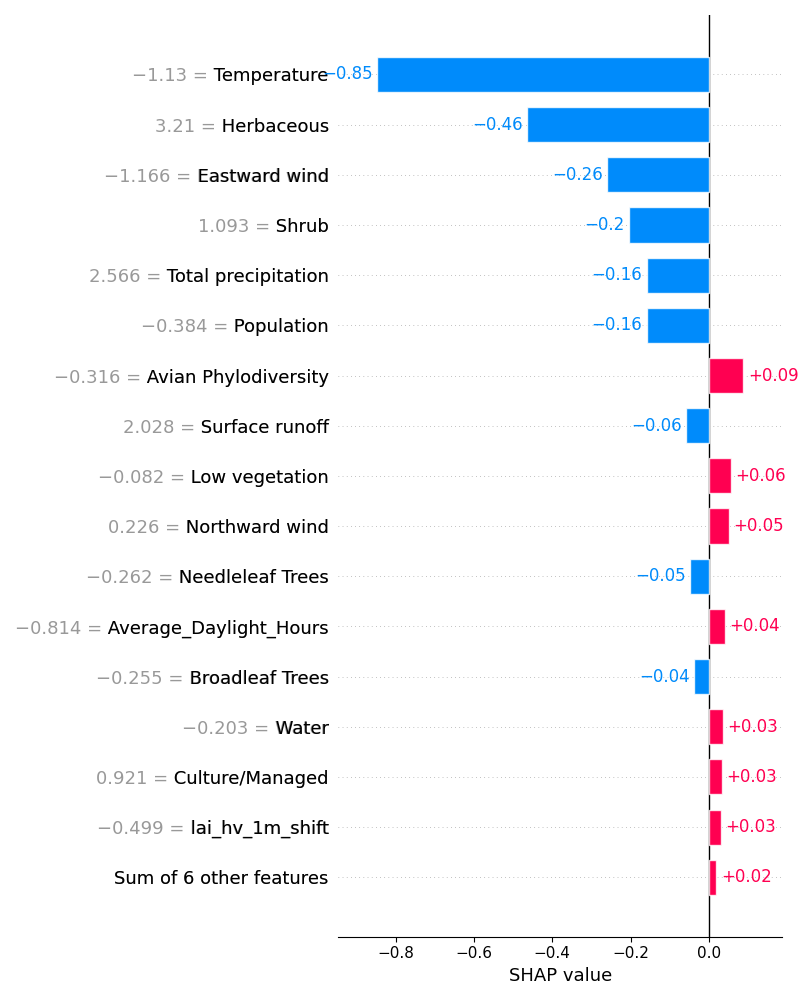 −1.13 = Temperature −0.85
3.21 = Herbaceous −0.46
−1.166 = Eastward wind −0.26
1.093 = Shrub −0.2
2.566 = Total precipitation −0.16
−0.384 = Population −0.16
−0.316 = Avian Phylodiversity +0.09
2.028 = Surface runoff −0.06
−0.082 = Low vegetation +0.06
0.226 = Northward wind +0.05
−0.262 = Needleleaf Trees −0.05
−0.814 = Average_Daylight_Hours +0.04
−0.255 = Broadleaf Trees −0.04
−0.203 = Water +0.03
0.921 = Culture/Managed +0.03
−0.499 = lai_hv_1m_shift +0.03
Sum of 6 other features +0.02
−0.8 −0.6 −0.4 −0.2 0.0
SHAP value